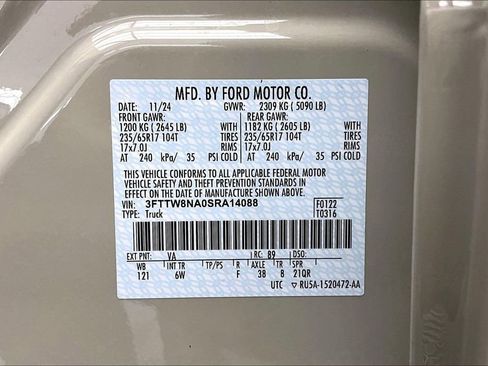 MFD. BY FORD MOTOR CO.
DATE: 11/24 GVWR: 2309 KG ( 5090 LB)
FRONT GAWR: REAR GAWR:
1200 KG ( 2645 LB) WITH 1182 KG ( 2605 LB) WITH
235/65R17 104T TIRES 235/65R17 104T TIRES
17x7.0J RIMS 17x7.0J RIMS
AT 240 kPa/ 35 PSI COLD AT 240 kPa/ 35 PSI COLD
THIS VEHICLE CONFORMS TO ALL APPLICABLE FEDERAL MOTOR
VEHICLE SAFETY AND THEFT PREVENTION STANDARDS IN
EFFECT ON THE DATE OF MANUFACTURE SHOWN ABOVE.
VIN: 3FTTW8NA0SRA14088 F0122
TYPE: Truck T0316
EXT PNT: VA RC: 89 DSO:
WB INT TR TP/PS R AXLE TR SPR
121 6W F 38 8 21QR
UTC RU5A-1520472-AA